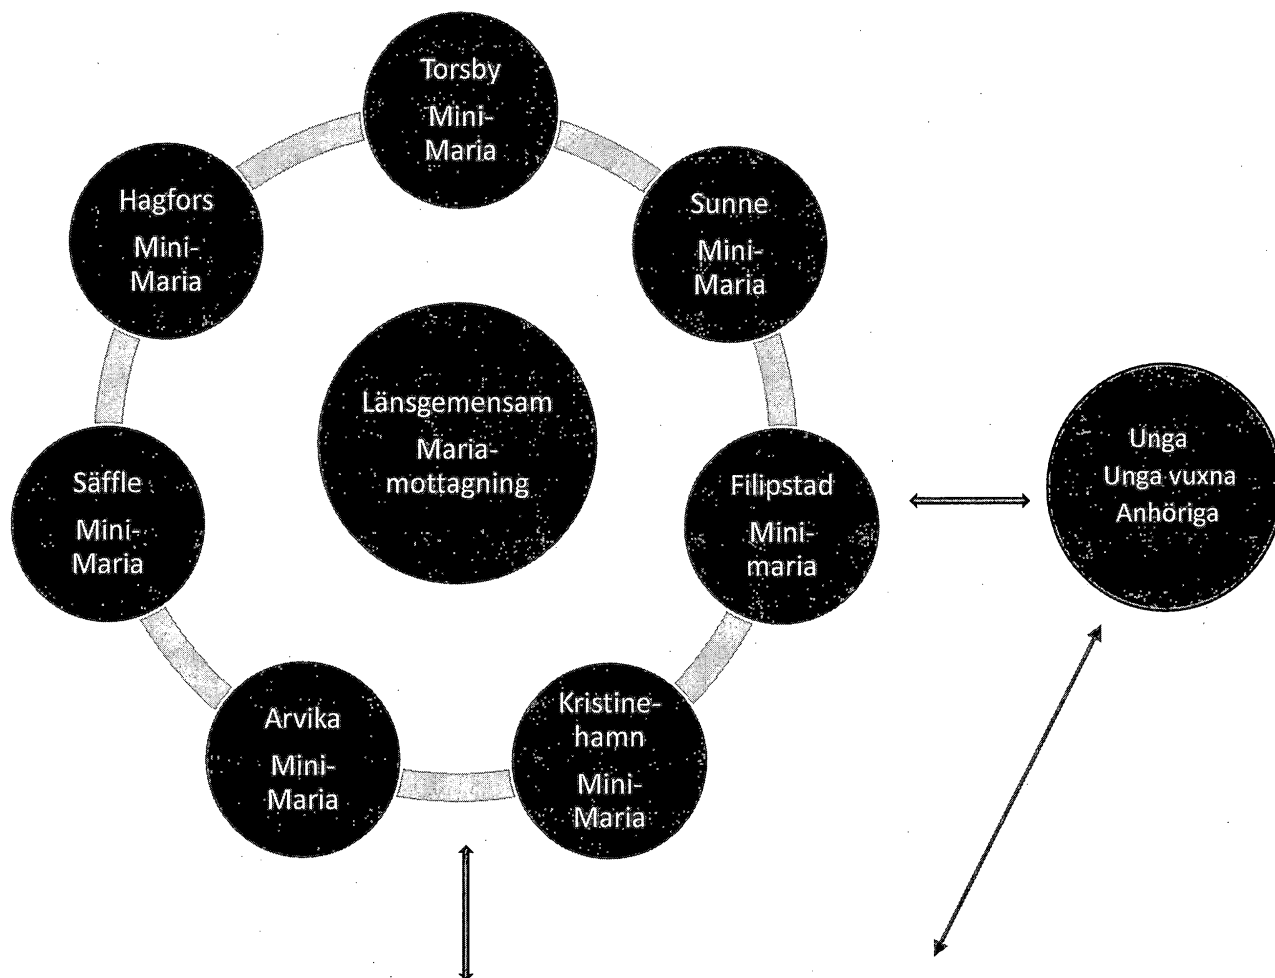 Torsby
Mini-
Maria
Hagfors
Mini-
Maria
Sunne
Mini-
Maria
Länsgemensam
Maria-
mottagning
Säffle
Mini-
Maria
Filipstad
Mini-
maria
Unga
Unga vuxna
Anhöriga
Arvika
Mini-
Maria
Kristine-
hamn
Mini-
Maria